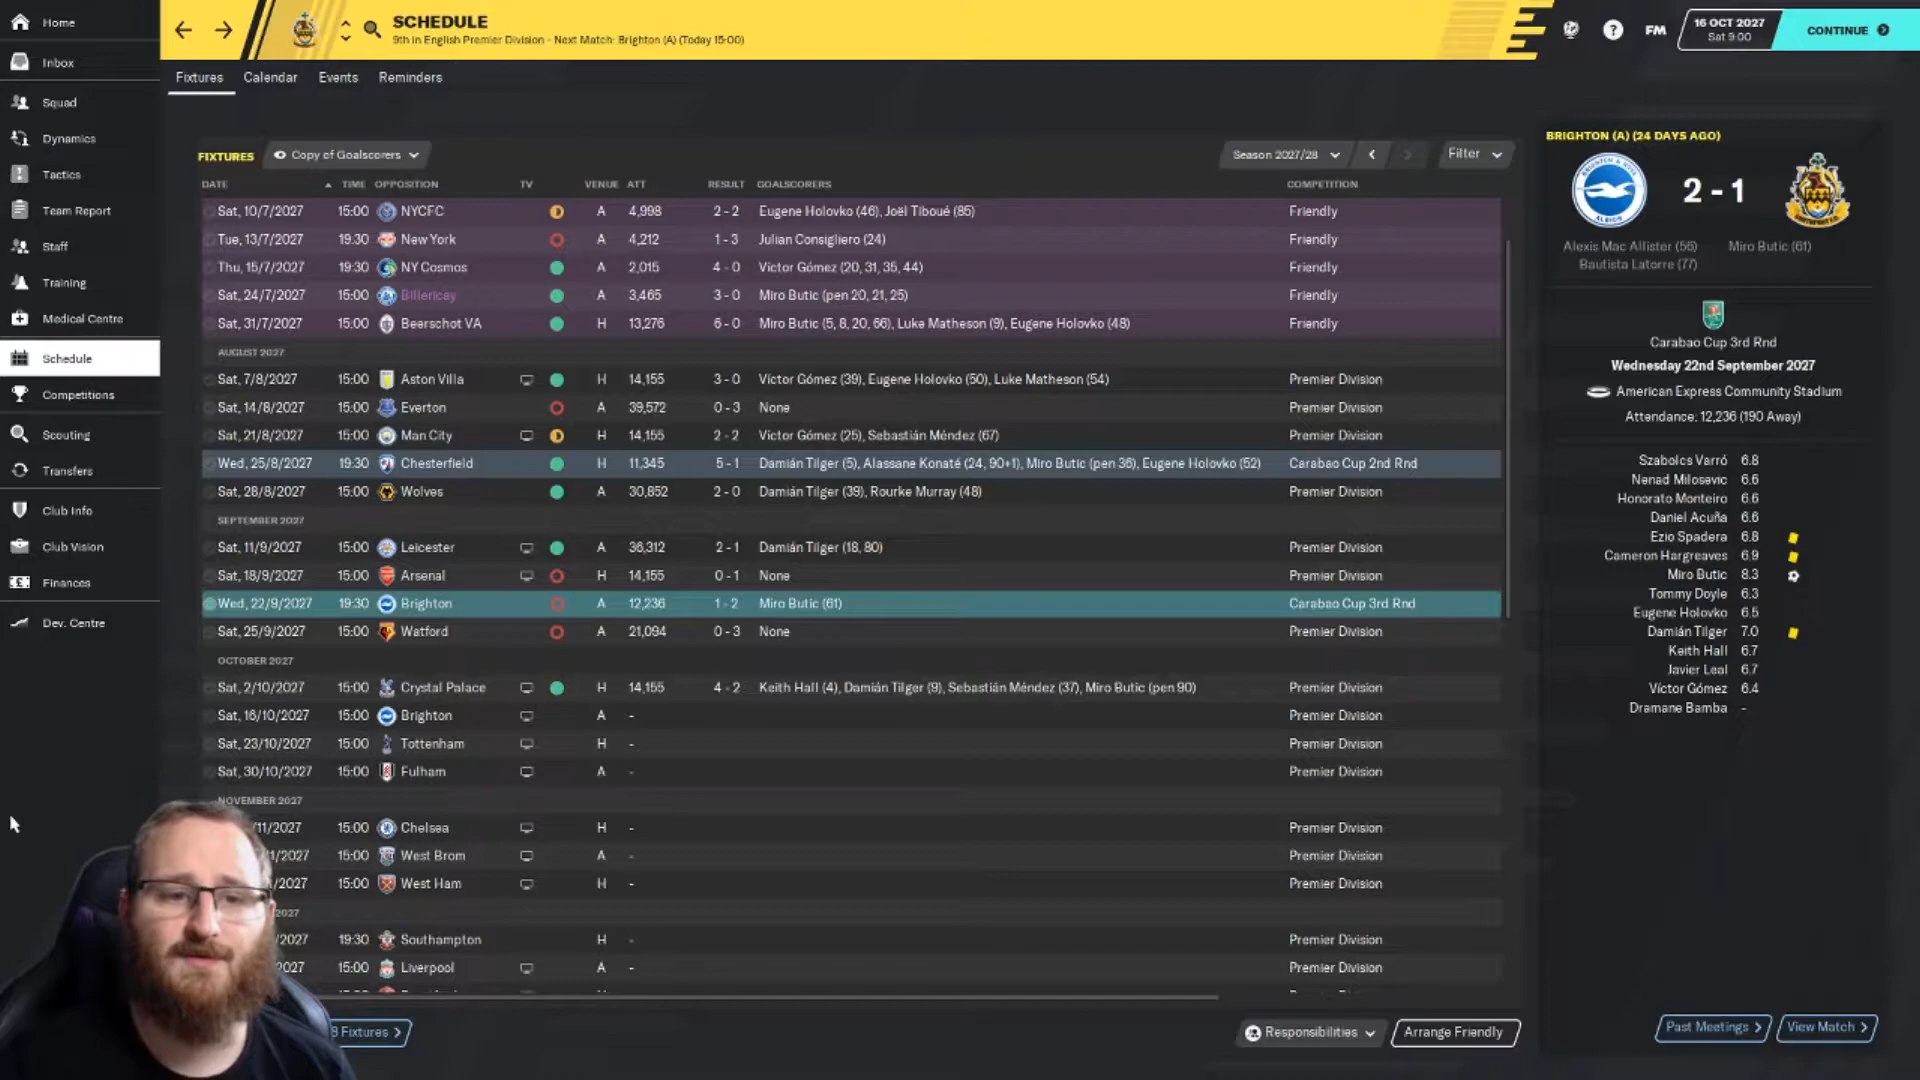 Home
Inbox
Squad
Dynamics
Tactics
Team Report
Staff
Training
Medical Centre
Schedule
Competitions
Scouting
Transfers
Club Info
Club Vision
Finances
Dev. Centre
SCHEDULE
9th in English Premier Division - Next Match: Brighton (A) (Today 15:00)
FM
16 OCT 2027
Sat 9:00
CONTINUE
Fixtures Calendar Events Reminders
FIXTURES Copy of Goalscorers Season 2027/28 Filter
DATE TIME OPPOSITION TV VENUE ATT RESULT GOALSCORERS COMPETITION
Sat, 10/7/2027 15:00 NYCFC A 4,998 2 - 2 Eugene Holovko (46), Joël Tiboué (85) Friendly
Tue, 13/7/2027 19:30 New York A 4,212 1 - 3 Julian Consigliero (24) Friendly
Thu, 15/7/2027 19:30 NY Cosmos A 2,015 4 - 0 Víctor Gómez (20, 31, 35, 44) Friendly
Sat, 24/7/2027 15:00 Billericay A 3,465 3 - 0 Miro Butic (pen 20, 21, 25) Friendly
Sat, 31/7/2027 15:00 Beerschot VA H 13,276 6 - 0 Miro Butic (5, 8, 20, 66), Luke Matheson (9), Eugene Holovko (48) Friendly
AUGUST 2027
Sat, 7/8/2027 15:00 Aston Villa H 14,155 3 - 0 Víctor Gómez (39), Eugene Holovko (50), Luke Matheson (54) Premier Division
Sat, 14/8/2027 15:00 Everton A 39,572 0 - 3 None Premier Division
Sat, 21/8/2027 15:00 Man City H 14,155 2 - 2 Víctor Gómez (25), Sebastián Méndez (67) Premier Division
Wed, 25/8/2027 19:30 Chesterfield H 11,345 5 - 1 Damián Tilger (5), Alassane Konaté (24, 90+1), Miro Butic (pen 36), Eugene Holovko (52) Carabao Cup 2nd Rnd
Sat, 28/8/2027 15:00 Wolves A 30,852 2 - 0 Damián Tilger (39), Rourke Murray (48) Premier Division
SEPTEMBER 2027
Sat, 11/9/2027 15:00 Leicester A 36,312 2 - 1 Damián Tilger (18, 80) Premier Division
Sat, 18/9/2027 15:00 Arsenal H 14,155 0 - 1 None Premier Division
Wed, 22/9/2027 19:30 Brighton A 12,236 1 - 2 Miro Butic (61) Carabao Cup 3rd Rnd
Sat, 25/9/2027 15:00 Watford A 21,094 0 - 3 None Premier Division
OCTOBER 2027
Sat, 2/10/2027 15:00 Crystal Palace H 14,155 4 - 2 Keith Hall (4), Damián Tilger (9), Sebastián Méndez (37), Miro Butic (pen 90) Premier Division
Sat, 16/10/2027 15:00 Brighton A - Premier Division
Sat, 23/10/2027 15:00 Tottenham H - Premier Division
Sat, 30/10/2027 15:00 Fulham A - Premier Division
NOVEMBER 2027
/11/2027 15:00 Chelsea H - Premier Division
1/2027 15:00 West Brom A - Premier Division
/2027 15:00 West Ham H - Premier Division
2027
/2027 19:30 Southampton H - Premier Division
2027 15:00 Liverpool A - Premier Division
Fixtures
Responsibilities Arrange Friendly
BRIGHTON (A) (24 DAYS AGO)
2 - 1
Alexis Mac Allister (56) Miro Butic (61)
Bautista Latorre (77)
Carabao Cup 3rd Rnd
Wednesday 22nd September 2027
American Express Community Stadium
Attendance: 12,236 (190 Away)
Szabolcs Varró 6.8
Nenad Milosevic 6.6
Honorato Monteiro 6.6
Daniel Acuña 6.6
Ezio Spadera 6.8
Cameron Hargreaves 6.9
Miro Butic 8.3
Tommy Doyle 6.3
Eugene Holovko 6.5
Damián Tilger 7.0
Keith Hall 6.7
Javier Leal 6.7
Víctor Gómez 6.4
Dramane Bamba -
Past Meetings View Match